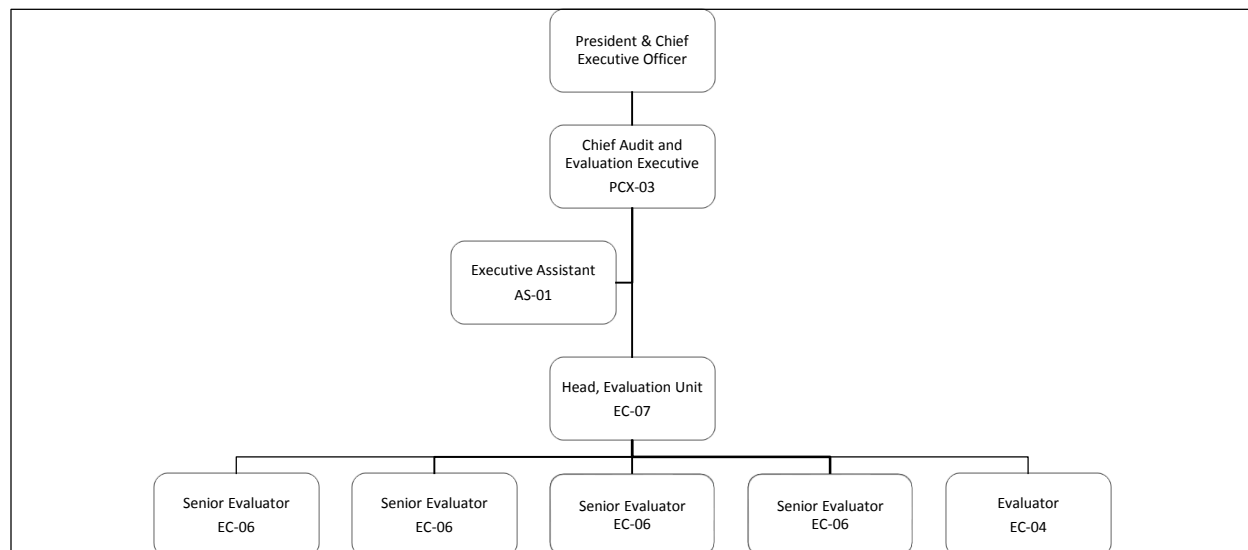 President & Chief
Executive Officer
Chief Audit and
Evaluation Executive
PCX-03
Executive Assistant
AS-01
Head, Evaluation Unit
EC-07
Senior Evaluator
EC-06
Senior Evaluator
EC-06
Senior Evaluator
EC-06
Senior Evaluator
EC-06
Evaluator
EC-04